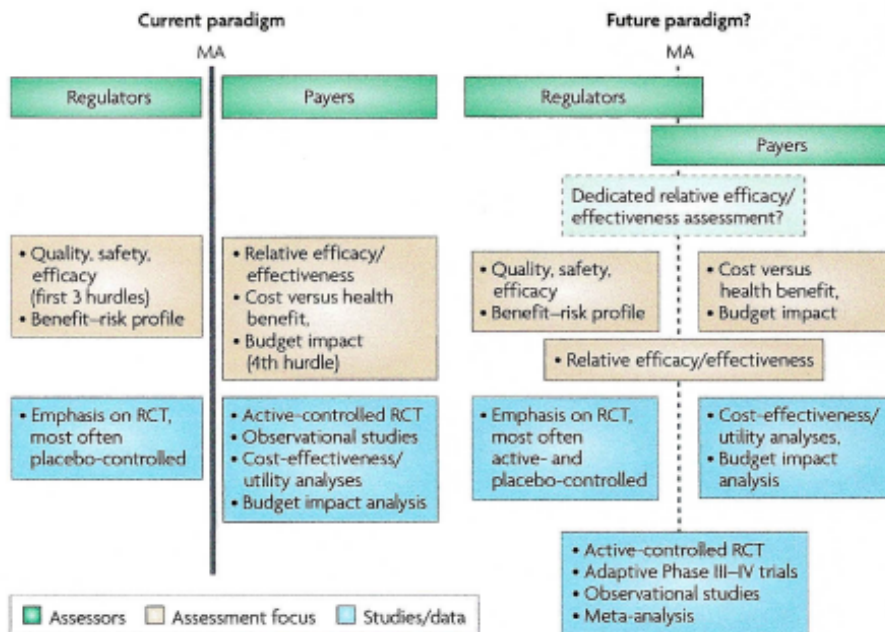 Current paradigm
MA
Regulators
Payers
• Quality, safety,
efficacy
(first 3 hurdles)
• Benefit–risk profile
• Relative efficacy/
effectiveness
• Cost versus health
benefit,
• Budget impact
(4th hurdle)
• Emphasis on RCT,
most often
placebo-controlled
• Active-controlled RCT
• Observational studies
• Cost-effectiveness/
utility analyses
• Budget impact analysis
Future paradigm?
MA
Regulators
Payers
Dedicated relative efficacy/
effectiveness assessment?
• Quality, safety,
efficacy
• Benefit–risk profile
• Cost versus
health benefit,
• Budget impact
• Relative efficacy/effectiveness
• Emphasis on RCT,
most often
active- and
placebo-controlled
• Cost-effectiveness/
utility analyses,
• Budget impact
analysis
• Active-controlled RCT
• Adaptive Phase III–IV trials
• Observational studies
• Meta-analysis
Assessors
Assessment focus
Studies/data